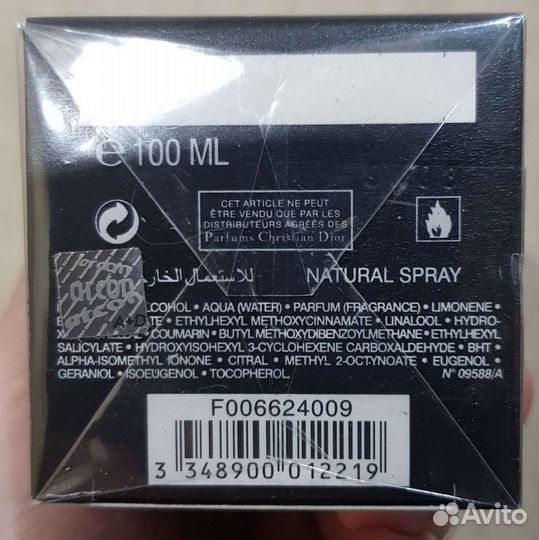 e 100 ML
CET ARTICLE NE PEUT
ÊTRE VENDU QUE PAR LES
DISTRIBUTEURS AGRÉÉS DES
Parfums Christian Dior
للاستعمال الخار
NATURAL SPRAY
ALCOHOL • AQUA (WATER) • PARFUM (FRAGRANCE) • LIMONENE •
ETHYLHEXYL METHOXYCINNAMATE • LINALOOL • HYDRO-
COUMARIN • BUTYL METHOXYDIBENZOYLMETHANE • ETHYLHEXYL
SALICYLATE • HYDROXYISOHEXYL 3-CYCLOHEXENE CARBOXALDEHYDE • BHT •
ALPHA-ISOMETHYL IONONE • CITRAL • METHYL 2-OCTYNOATE • EUGENOL •
GERANIOL • ISOEUGENOL • TOCOPHEROL
N° 09588/A
F006624009
3 348900 012219
Avito